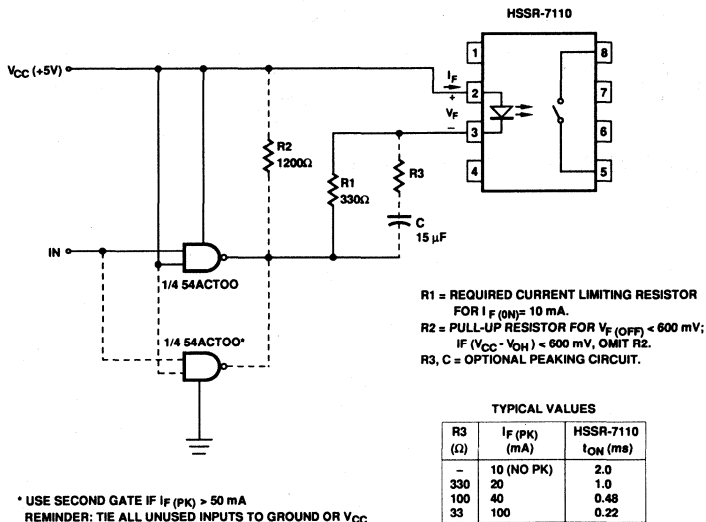 HSSR-7110
1
8
VCC (+5V)
IF
+
2
7
VF
–
3
6
R2
1200Ω
R1
330Ω
R3
4
5
C
15 µF
IN
1/4 54ACTOO
1/4 54ACTOO*
R1 = REQUIRED CURRENT LIMITING RESISTOR
FOR I F (0N)= 10 mA.
R2 = PULL-UP RESISTOR FOR VF (OFF) < 600 mV;
IF (VCC - VOH ) < 600 mV, OMIT R2.
R3, C = OPTIONAL PEAKING CIRCUIT.
TYPICAL VALUES
R3 (Ω) IF (PK) (mA) HSSR-7110 tON (ms)
– 10 (NO PK) 2.0
330 20 1.0
100 40 0.48
33 100 0.22
* USE SECOND GATE IF IF (PK) > 50 mA
REMINDER: TIE ALL UNUSED INPUTS TO GROUND OR VCC